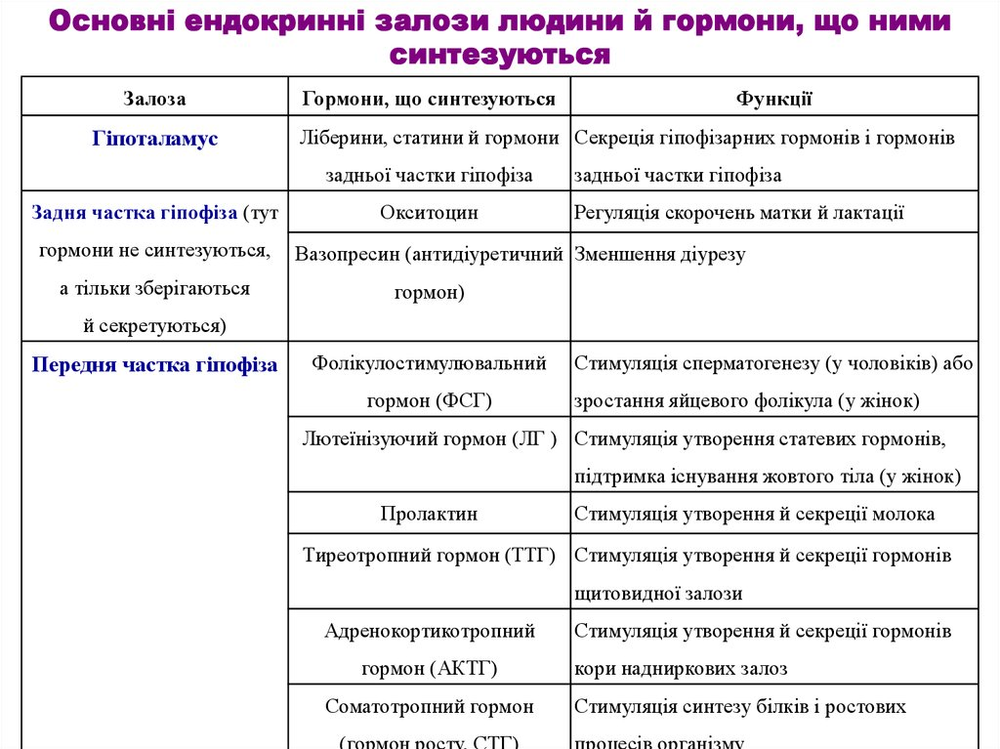 Основні ендокринні залози людини й гормони, що ними
синтезуються
Залоза
Гормони, що синтезуються
Функції
Гіпоталамус
Ліберини, статини й гормони
задньої частки гіпофіза
Секреція гіпофізарних гормонів і гормонів
задньої частки гіпофіза
Задня частка гіпофіза (тут
гормони не синтезуються,
а тільки зберігаються
й секретуються)
Окситоцин
Регуляція скорочень матки й лактації
Вазопресин (антидіуретичний
гормон)
Зменшення діурезу
Передня частка гіпофіза
Фолікулостимулювальний
гормон (ФСГ)
Стимуляція сперматогенезу (у чоловіків) або
зростання яйцевого фолікула (у жінок)
Лютеїнізуючий гормон (ЛГ )
Стимуляція утворення статевих гормонів,
підтримка існування жовтого тіла (у жінок)
Пролактин
Стимуляція утворення й секреції молока
Тиреотропний гормон (ТТГ)
Стимуляція утворення й секреції гормонів
щитовидної залози
Адренокортикотропний
гормон (АКТГ)
Стимуляція утворення й секреції гормонів
кори надниркових залоз
Соматотропний гормон
(гормон росту, СТГ)
Стимуляція синтезу білків і ростових
процесів організму